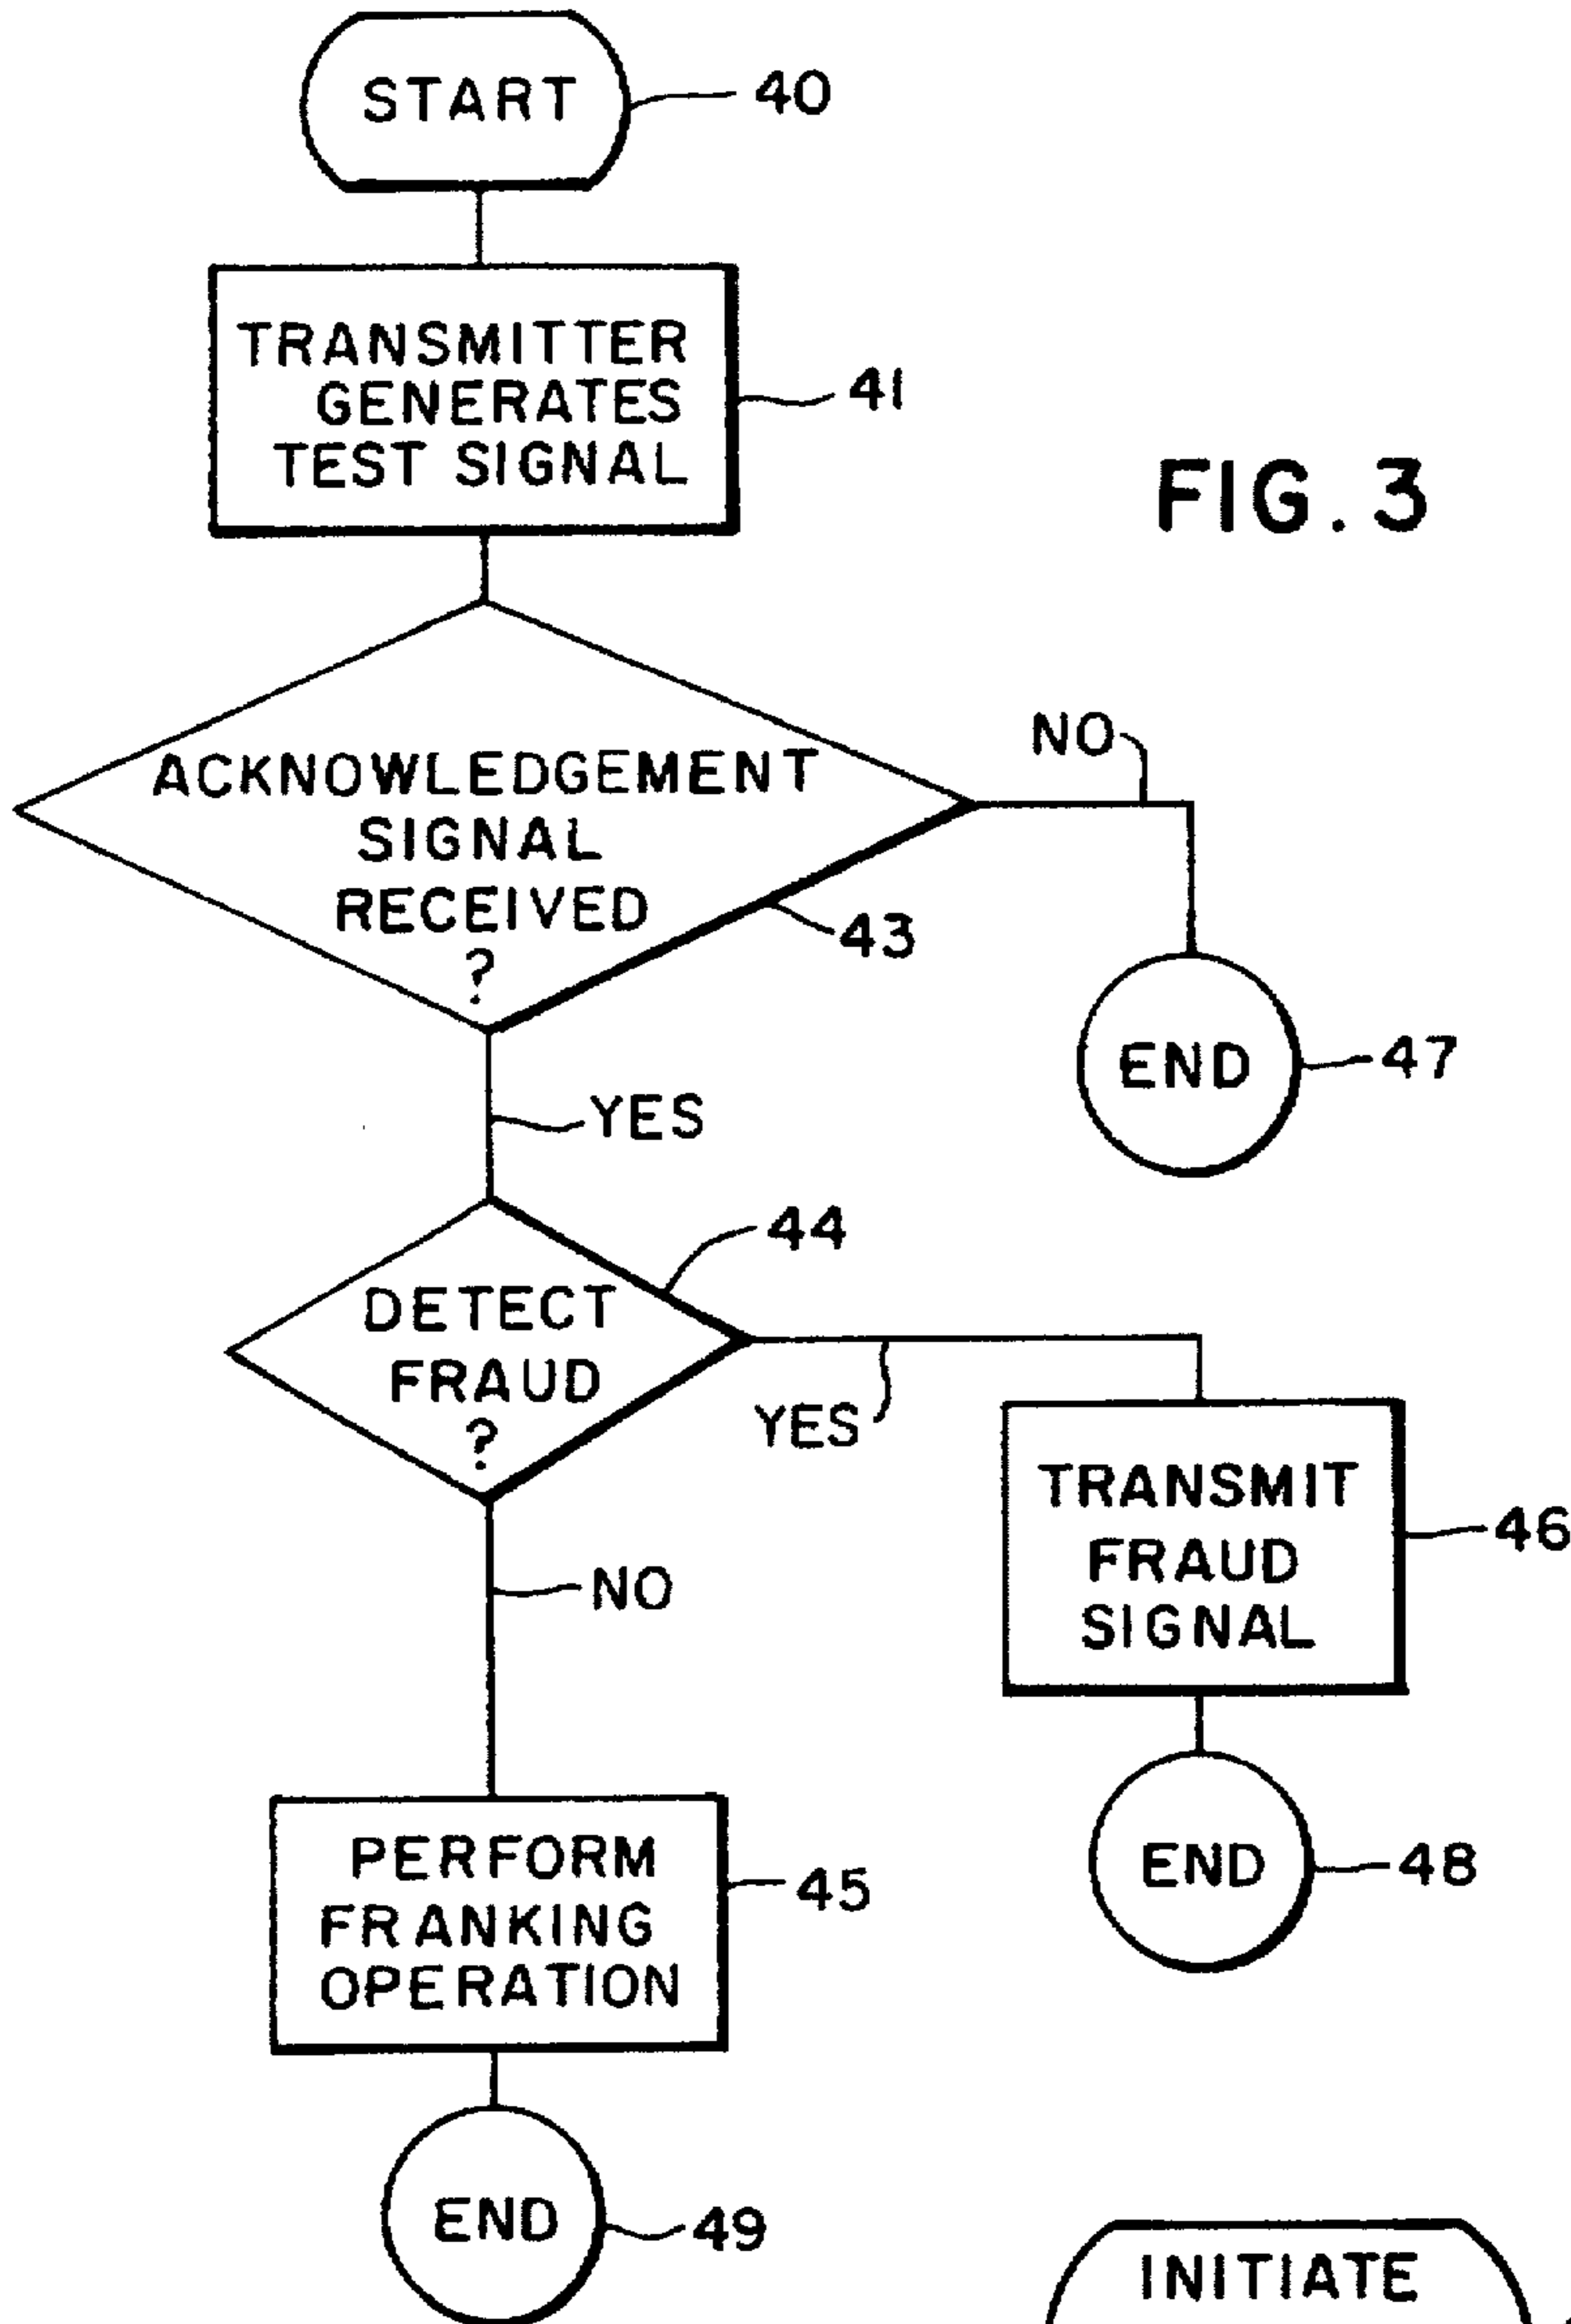 START
40
TRANSMITTER
GENERATES
TEST SIGNAL
41
FIG. 3
ACKNOWLEDGEMENT
SIGNAL
RECEIVED
?
43
NO
END
47
YES
DETECT
FRAUD
?
44
YES
TRANSMIT
FRAUD
SIGNAL
46
END
48
NO
PERFORM
FRANKING
OPERATION
45
END
49
INITIATE